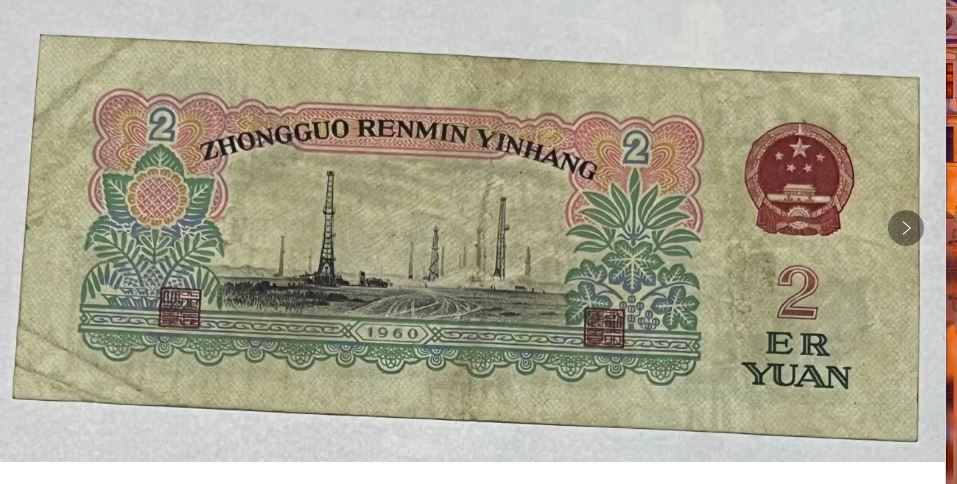 2
2
ZHONGGUO RENMIN YINHANG
1960
2
ER
YUAN